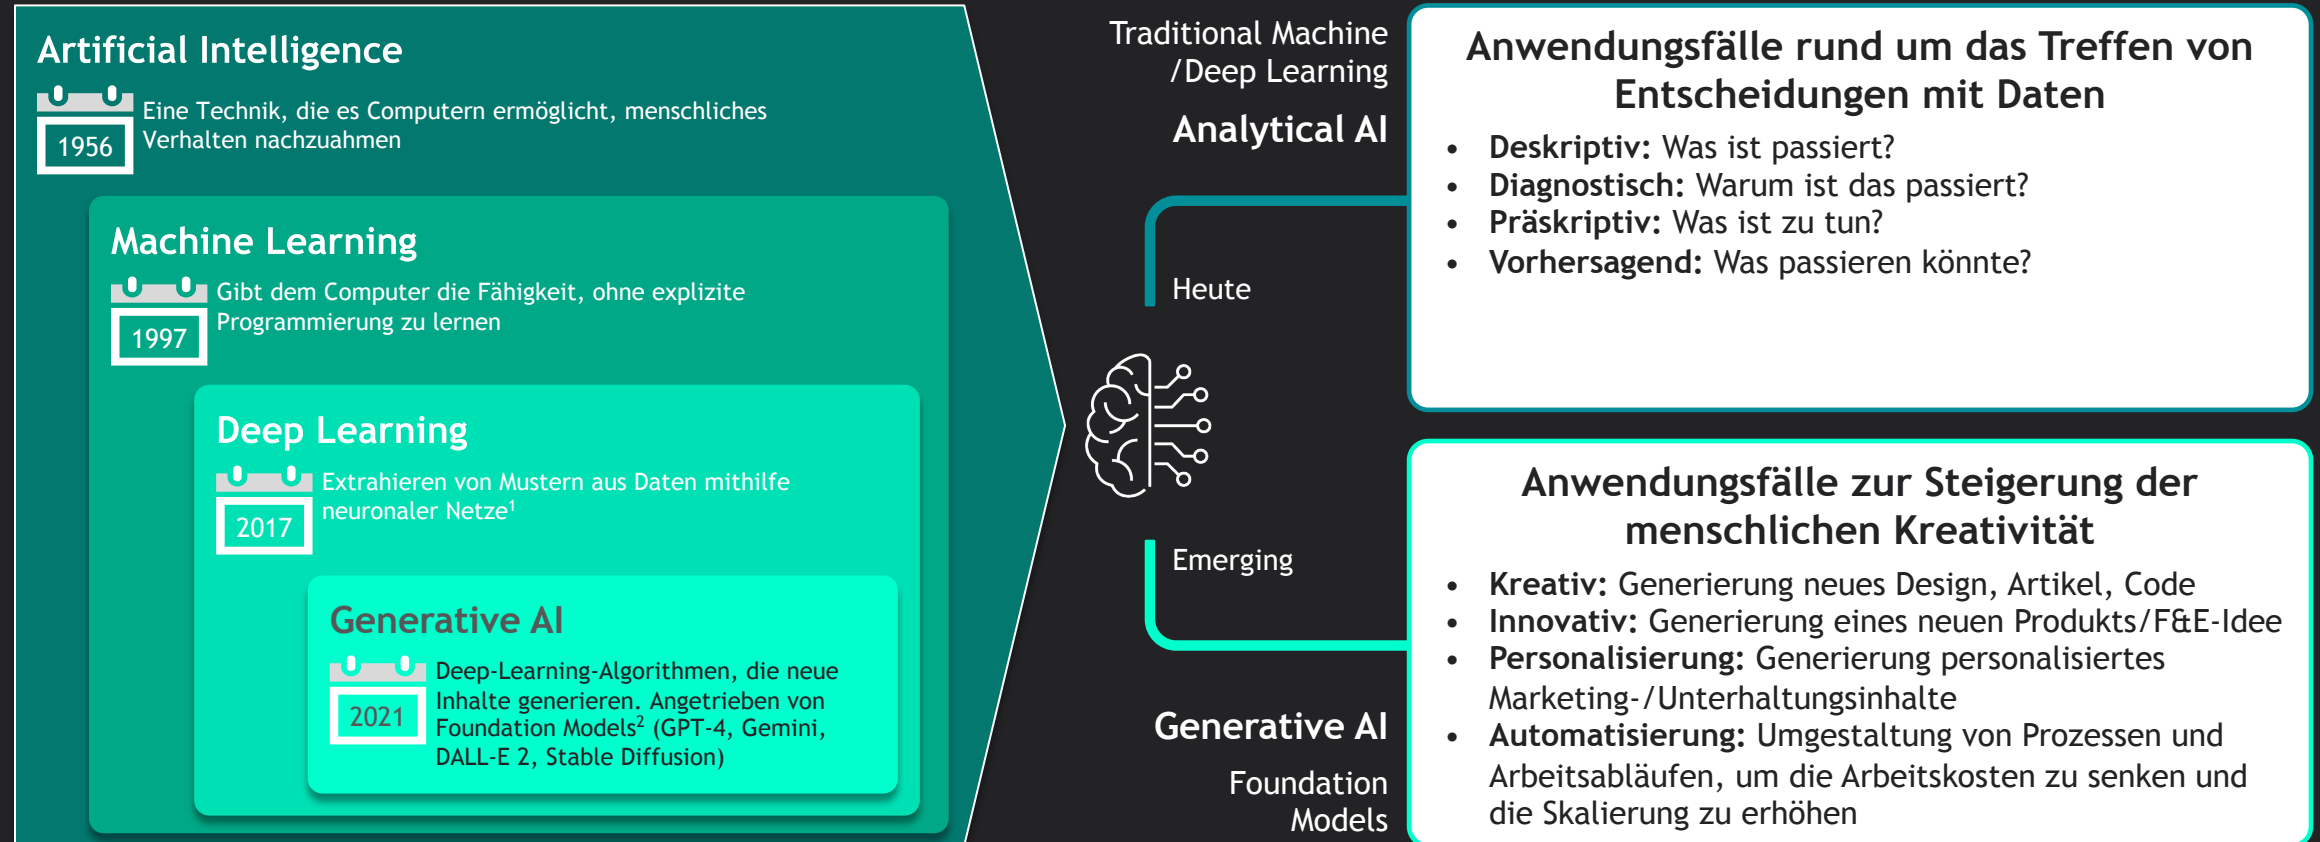 Artificial Intelligence
1956
Eine Technik, die es Computern ermöglicht, menschliches
Verhalten nachzuahmen
Machine Learning
1997
Gibt dem Computer die Fähigkeit, ohne explizite
Programmierung zu lernen
Deep Learning
2017
Extrahieren von Mustern aus Daten mithilfe
neuronaler Netze¹
Generative AI
2021
Deep-Learning-Algorithmen, die neue
Inhalte generieren. Angetrieben von
Foundation Models² (GPT-4, Gemini,
DALL-E 2, Stable Diffusion)
Traditional Machine
/Deep Learning
Analytical AI
Heute
Emerging
Generative AI
Foundation
Models
Anwendungsfälle rund um das Treffen von
Entscheidungen mit Daten
• Deskriptiv: Was ist passiert?
• Diagnostisch: Warum ist das passiert?
• Präskriptiv: Was ist zu tun?
• Vorhersagend: Was passieren könnte?
Anwendungsfälle zur Steigerung der
menschlichen Kreativität
• Kreativ: Generierung neues Design, Artikel, Code
• Innovativ: Generierung eines neuen Produkts/F&E-Idee
• Personalisierung: Generierung personalisiertes
Marketing-/Unterhaltungsinhalte
• Automatisierung: Umgestaltung von Prozessen und
Arbeitsabläufen, um die Arbeitskosten zu senken und
die Skalierung zu erhöhen